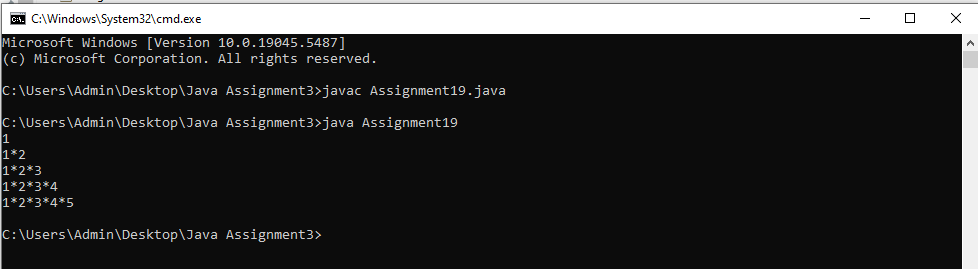 C:\Windows\System32\cmd.exe
Microsoft Windows [Version 10.0.19045.5487]
(c) Microsoft Corporation. All rights reserved.
C:\Users\Admin\Desktop\Java Assignment3>javac Assignment19.java
C:\Users\Admin\Desktop\Java Assignment3>java Assignment19
1
1*2
1*2*3
1*2*3*4
1*2*3*4*5
C:\Users\Admin\Desktop\Java Assignment3>